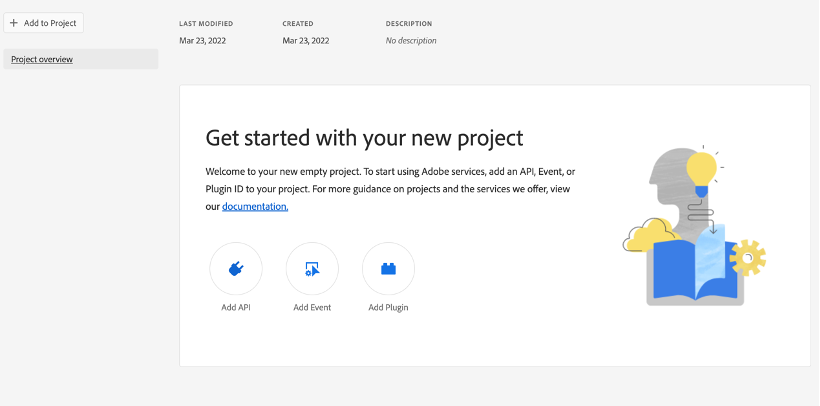 + Add to Project
Project overview
LAST MODIFIED
Mar 23, 2022
CREATED
Mar 23, 2022
DESCRIPTION
No description
Get started with your new project
Welcome to your new empty project. To start using Adobe services, add an API, Event, or
Plugin ID to your project. For more guidance on projects and the services we offer, view
our documentation.
Add API
Add Event
Add Plugin